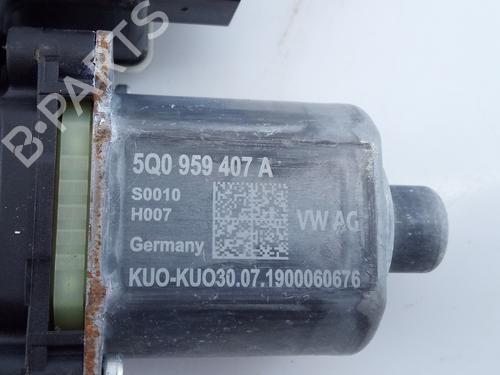 B-PARTS
5Q0 959 407 A
S0010
H007
VW AG
Germany
KUO-KUO30.07.1900060676